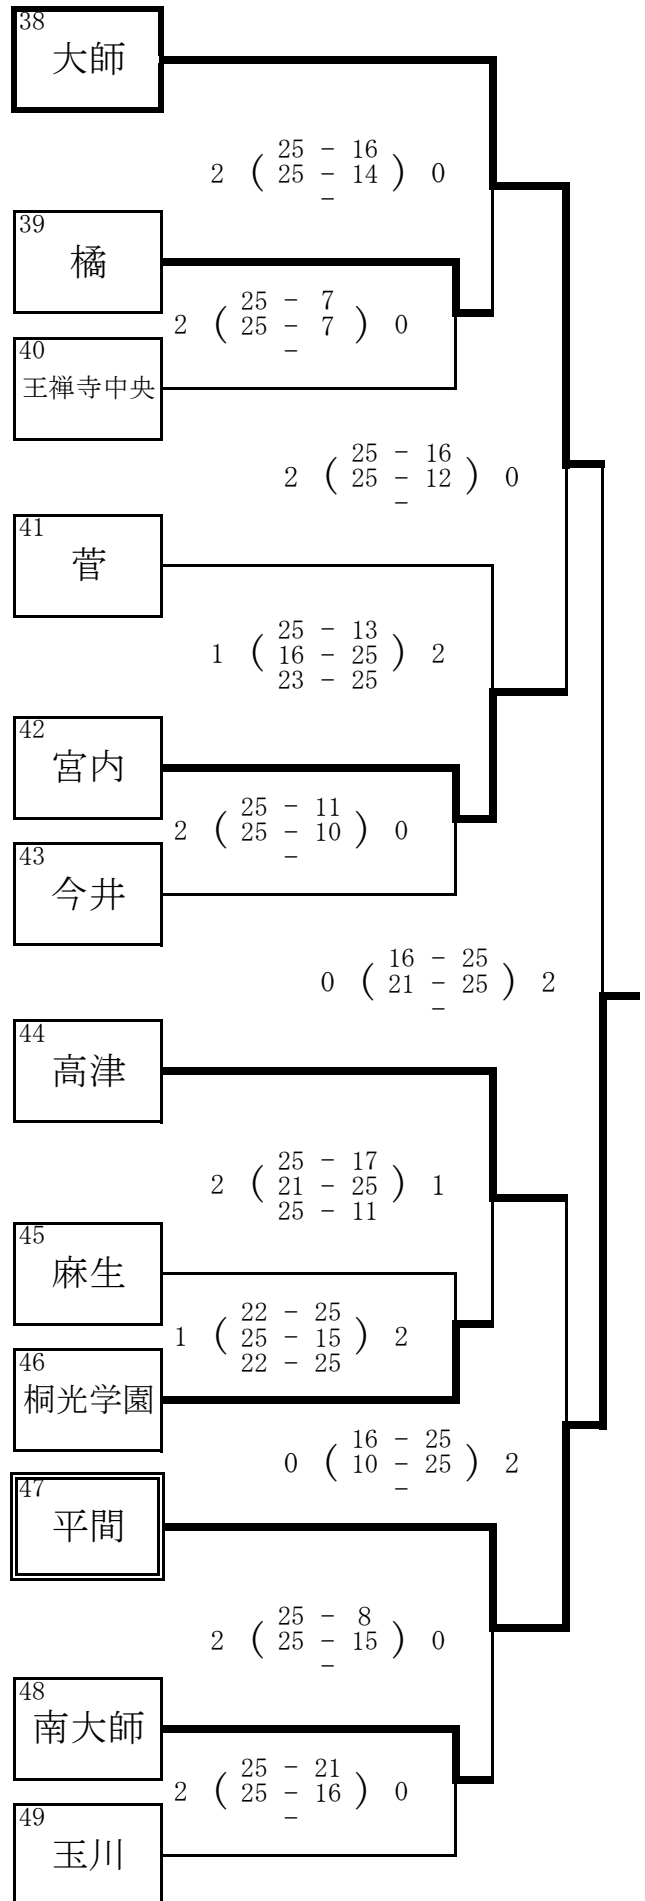 38
大師
25 － 16
2 ( 25 － 14 ) 0
－
39
橘
25 － 7
2 ( 25 － 7 ) 0
－
40
王禅寺中央
25 － 16
2 ( 25 － 12 ) 0
－
41
菅
25 － 13
1 ( 16 － 25 ) 2
23 － 25
42
宮内
25 － 11
2 ( 25 － 10 ) 0
－
43
今井
16 － 25
0 ( 21 － 25 ) 2
－
44
高津
25 － 17
2 ( 21 － 25 ) 1
25 － 11
45
麻生
22 － 25
1 ( 25 － 15 ) 2
22 － 25
46
桐光学園
16 － 25
0 ( 10 － 25 ) 2
－
47
平間
25 － 8
2 ( 25 － 15 ) 0
－
48
南大師
25 － 21
2 ( 25 － 16 ) 0
－
49
玉川